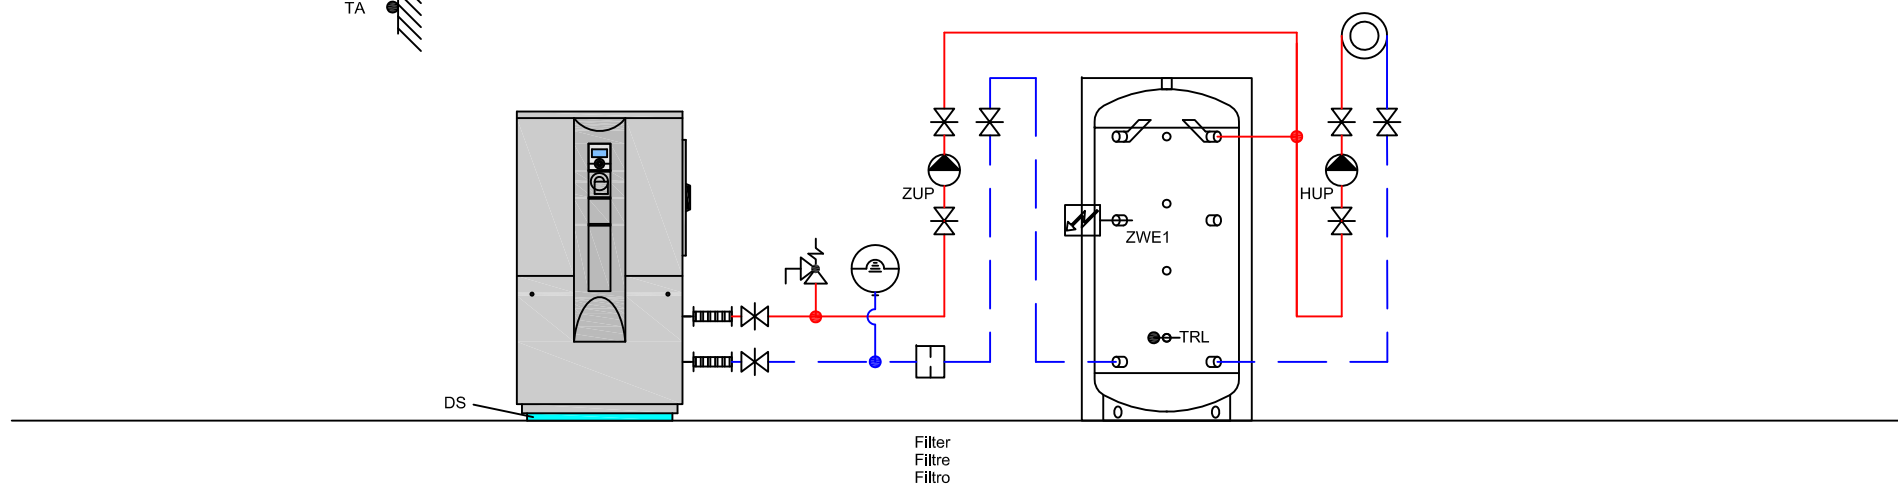 TA
ZUP
HUP
ZWE1
TRL
DS
Filter
Filtre
Filtro